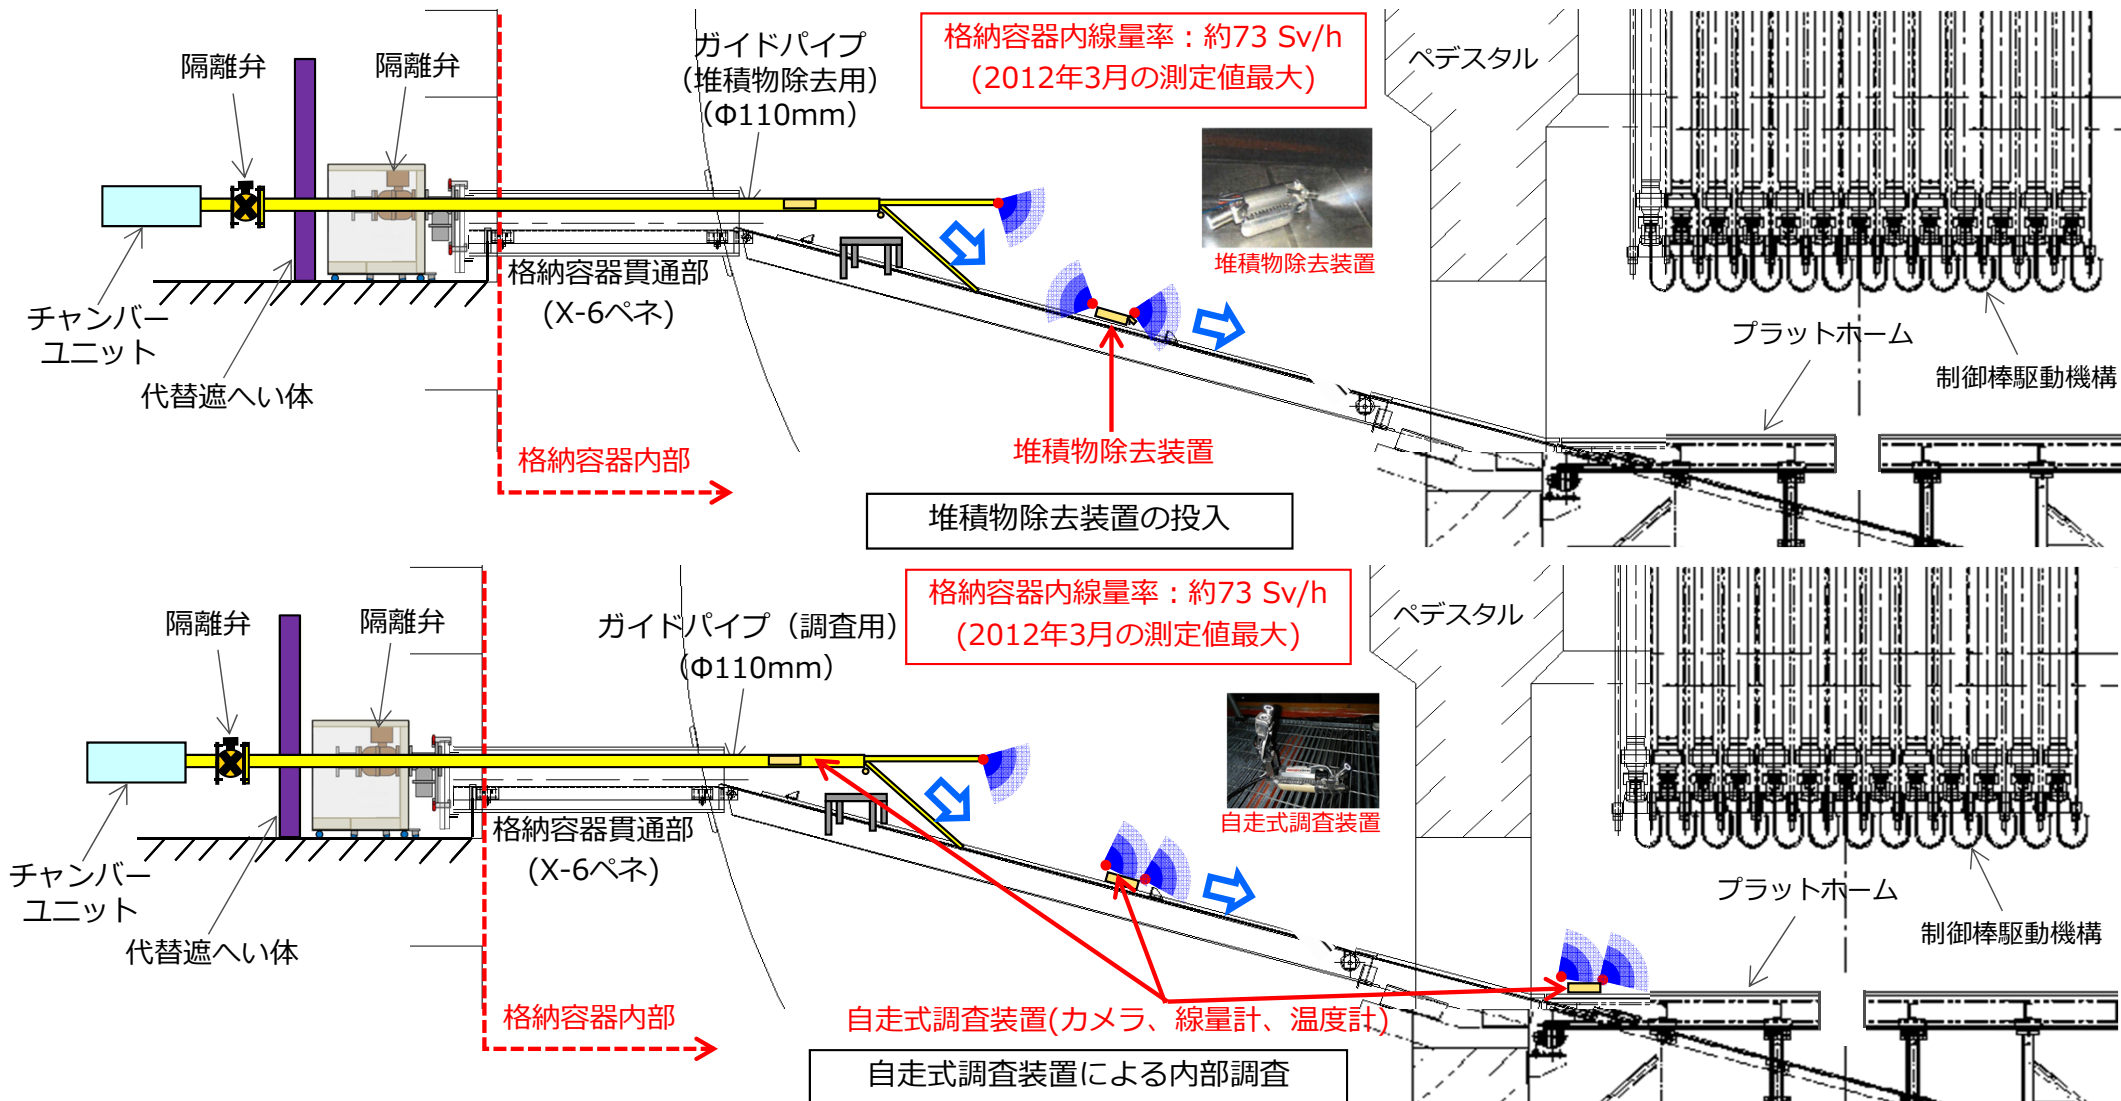 隔離弁
隔離弁
ガイドパイプ
（堆積物除去用）
（Φ110mm）
格納容器内線量率：約73 Sv/h
(2012年3月の測定値最大)
ペデスタル
堆積物除去装置
格納容器貫通部
(X-6ペネ)
チャンバー
ユニット
代替遮へい体
プラットホーム
制御棒駆動機構
堆積物除去装置
格納容器内部
堆積物除去装置の投入
隔離弁
隔離弁
ガイドパイプ（調査用）
（Φ110mm）
格納容器内線量率：約73 Sv/h
(2012年3月の測定値最大)
ペデスタル
自走式調査装置
格納容器貫通部
(X-6ペネ)
チャンバー
ユニット
代替遮へい体
プラットホーム
制御棒駆動機構
格納容器内部
自走式調査装置(カメラ、線量計、温度計)
自走式調査装置による内部調査